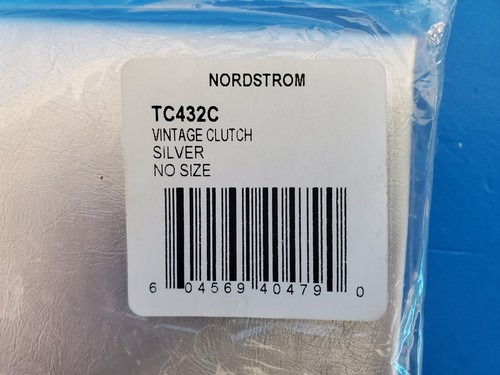 NORDSTROM
TC432C
VINTAGE CLUTCH
SILVER
NO SIZE
6 04569 40479 0